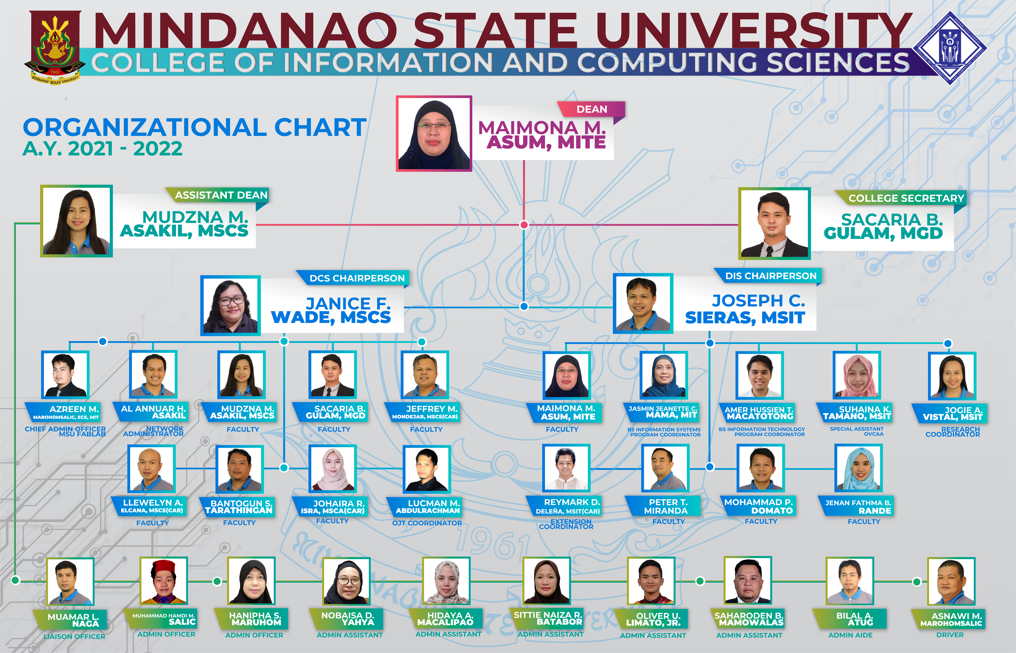 MINDANAO STATE UNIVERSITY
COLLEGE OF INFORMATION AND COMPUTING SCIENCES
ORGANIZATIONAL CHART
A.Y. 2021 - 2022
DEAN
MAIMONA M.
ASUM, MITE
ASSISTANT DEAN
MUDZNA M.
ASAKIL, MSCS
COLLEGE SECRETARY
SACARIA B.
GULAM, MGD
DCS CHAIRPERSON
JANICE F.
WADE, MSCS
DIS CHAIRPERSON
JOSEPH C.
SIERAS, MSIT
AZREEN M.
MAROHOMSALIC, ECE, MIT
CHIEF ADMIN OFFICER
MSU FABLAB
AL ANNUAR H.
ASAKIL
NETWORK
ADMINISTRATOR
MUDZNA M.
ASAKIL, MSCS
FACULTY
SACARIA B.
GULAM, MGD
FACULTY
JEFFREY M.
MONDEJAR, MSCS(CAR)
FACULTY
MAIMONA M.
ASUM, MITE
FACULTY
JASMIN JEANETTE C.
MAMA, MIT
BS INFORMATION SYSTEMS
PROGRAM COORDINATOR
AMER HUSSIEN T.
MACATOTONG
BS INFORMATION TECHNOLOGY
PROGRAM COORDINATOR
SUHAINA K.
TAMANO, MSIT
SPECIAL ASSISTANT
OVCAA
JOGIE A.
VISTAL, MSIT
RESEARCH
COORDINATOR
LLEWELYN A.
ELCANA, MSCS(CAR)
FACULTY
BANTOGUN S.
TARATHINGAN
FACULTY
JOHAIRA R.
ISRA, MSCA(CAR)
FACULTY
LUCMAN M.
ABDULRACHMAN
OJT COORDINATOR
REYMARK D.
DELEÑA, MSIT(CAR)
EXTENSION
COORDINATOR
PETER T.
MIRANDA
FACULTY
MOHAMMAD P.
DOMATO
FACULTY
JENAN FATHMA B.
RANDE
FACULTY
1961
MUAMAR L.
NAGA
LIAISON OFFICER
MUHAMMAD HAMDI M.
SALIC
ADMIN OFFICER
HANIPHA S.
MARUHOM
ADMIN OFFICER
NOBAISA D.
YAHYA
ADMIN ASSISTANT
HIDAYA A.
MACALIPAO
ADMIN ASSISTANT
SITTIE NAIZA R.
BATABOR
ADMIN ASSISTANT
OLIVER U.
LIMATO, JR.
ADMIN ASSISTANT
SAHABODEN B.
MAMOWALAS
ADMIN ASSISTANT
BILAL A.
ATUG
ADMIN AIDE
ASNAWI M.
MAROHOMSALIC
DRIVER